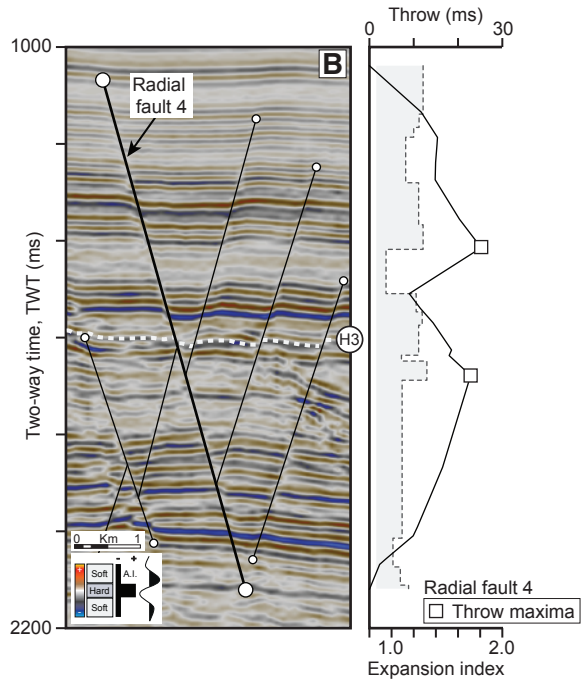 Throw (ms)
0 30
1000
B
Radial
fault 4
Two-way time, TWT (ms)
H3
0 Km 1
- +
+ Soft A.I.
Hard
- Soft
2200
Radial fault 4
Throw maxima
1.0 2.0
Expansion index